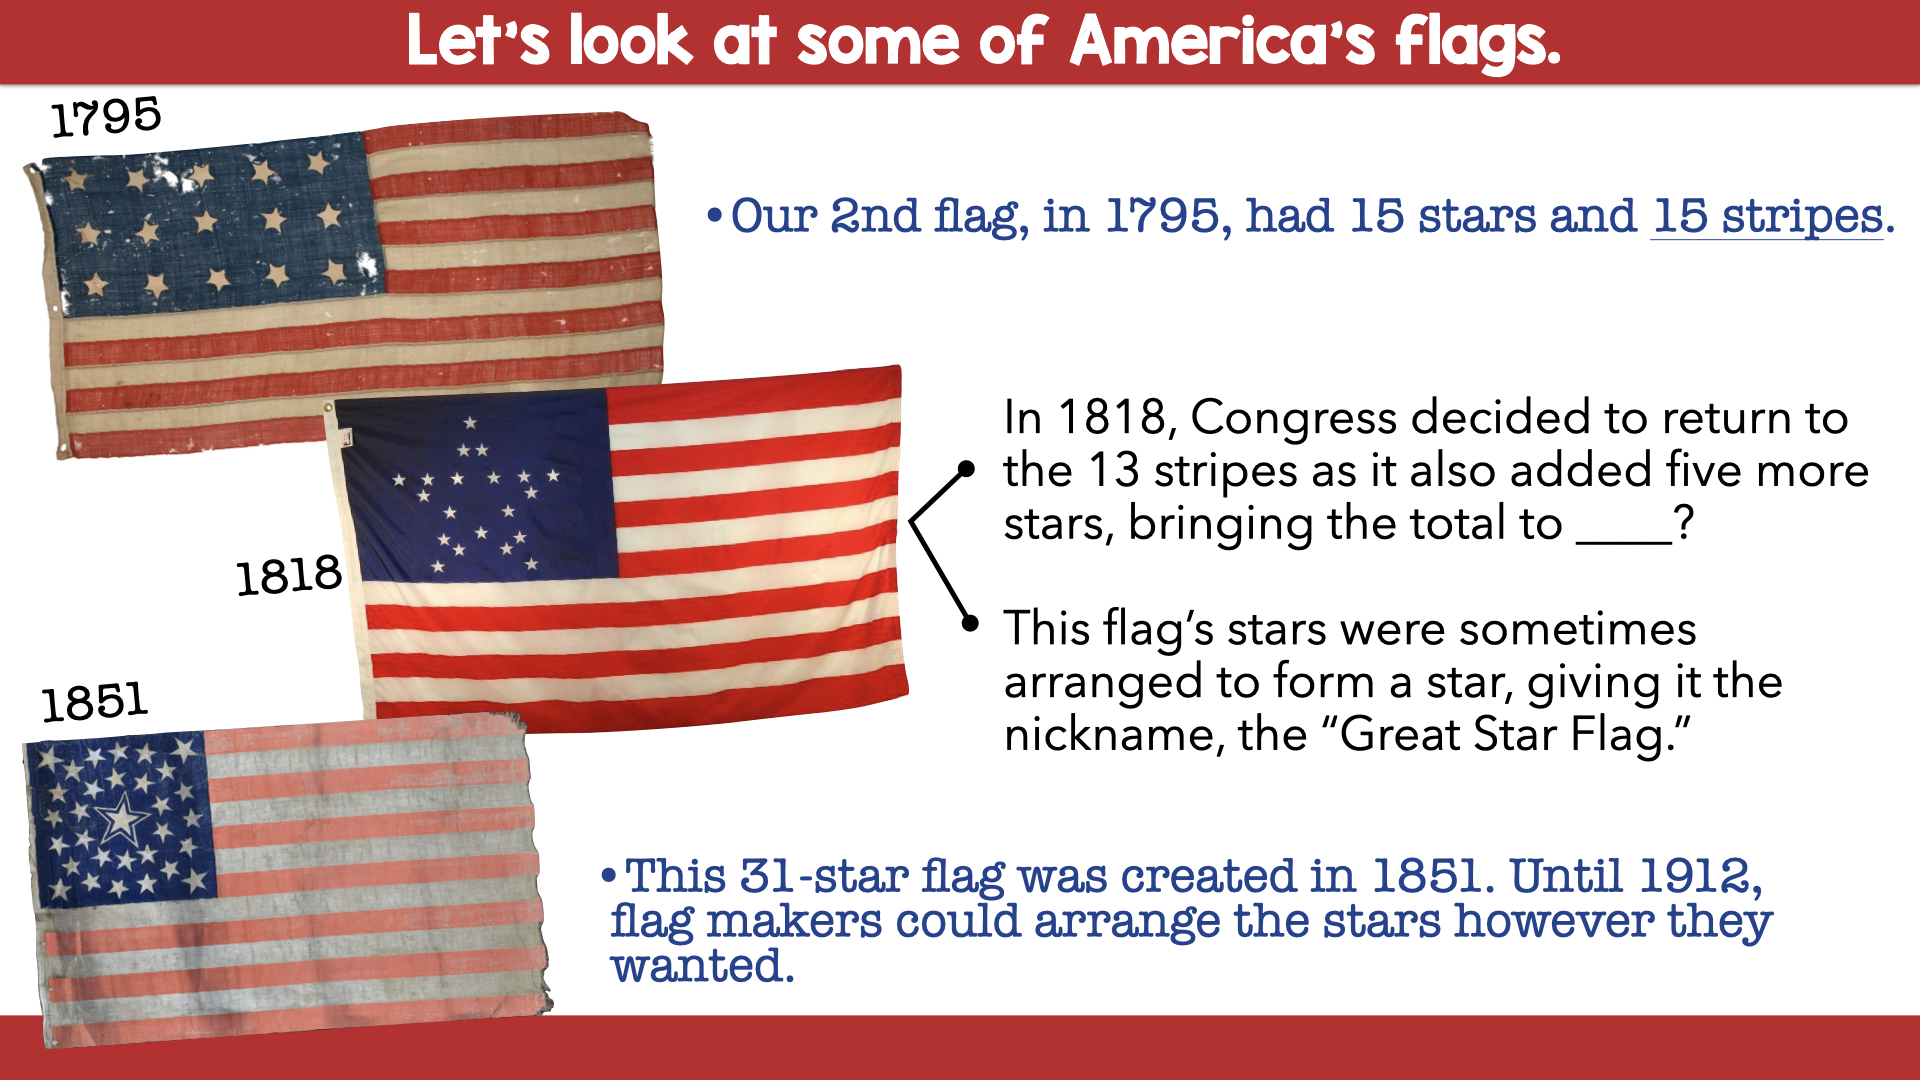 Let's look at some of America's flags.
1795
• Our 2nd flag, in 1795, had 15 stars and 15 stripes.
In 1818, Congress decided to return to
the 13 stripes as it also added five more
stars, bringing the total to ____?
1818
This flag's stars were sometimes
arranged to form a star, giving it the
nickname, the “Great Star Flag.”
1851
• This 31-star flag was created in 1851. Until 1912,
flag makers could arrange the stars however they
wanted.